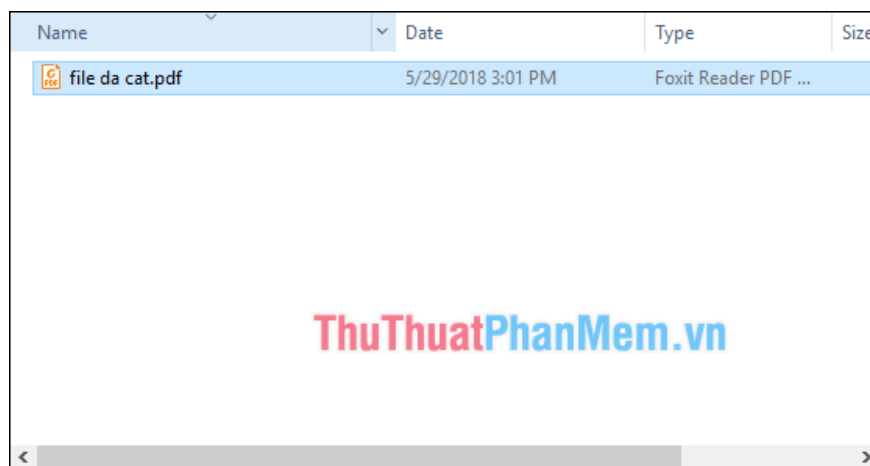 Name Date Type Size
file da cat.pdf 5/29/2018 3:01 PM Foxit Reader PDF ...
ThuThuatPhanMem.vn